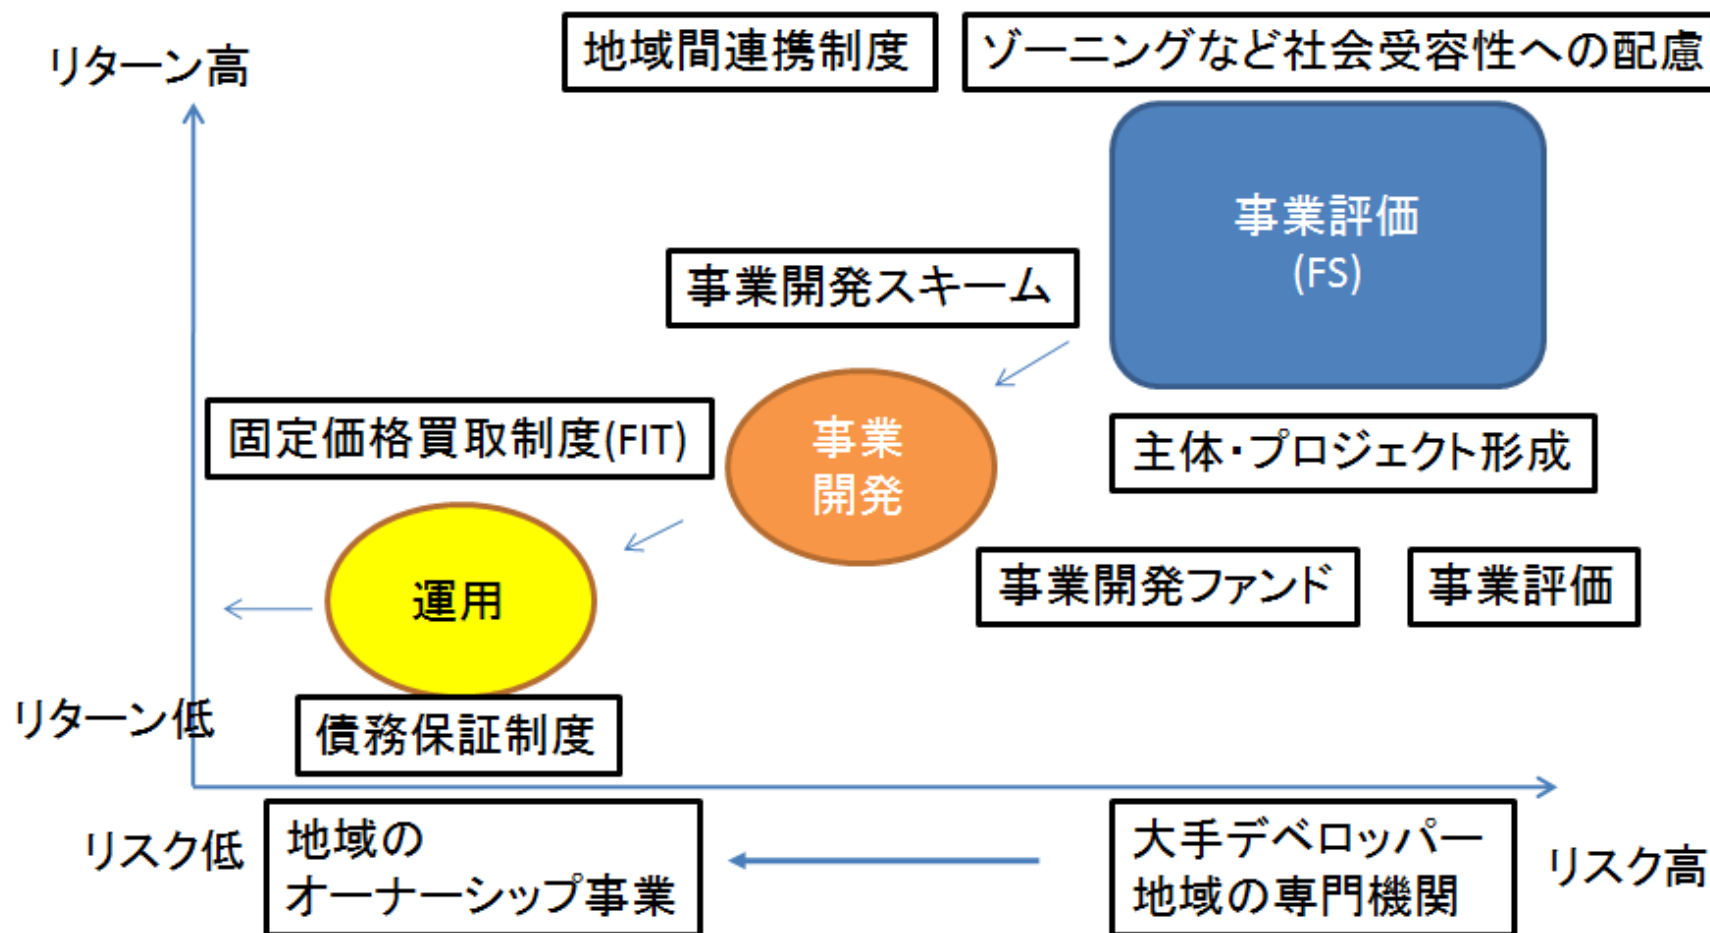 地域間連携制度
ゾーニングなど社会受容性への配慮
リターン高
事業評価
(FS)
事業開発スキーム
固定価格買取制度(FIT)
事業
開発
主体・プロジェクト形成
運用
事業開発ファンド
事業評価
リターン低
債務保証制度
リスク低
地域の
オーナーシップ事業
大手デベロッパー
地域の専門機関
リスク高